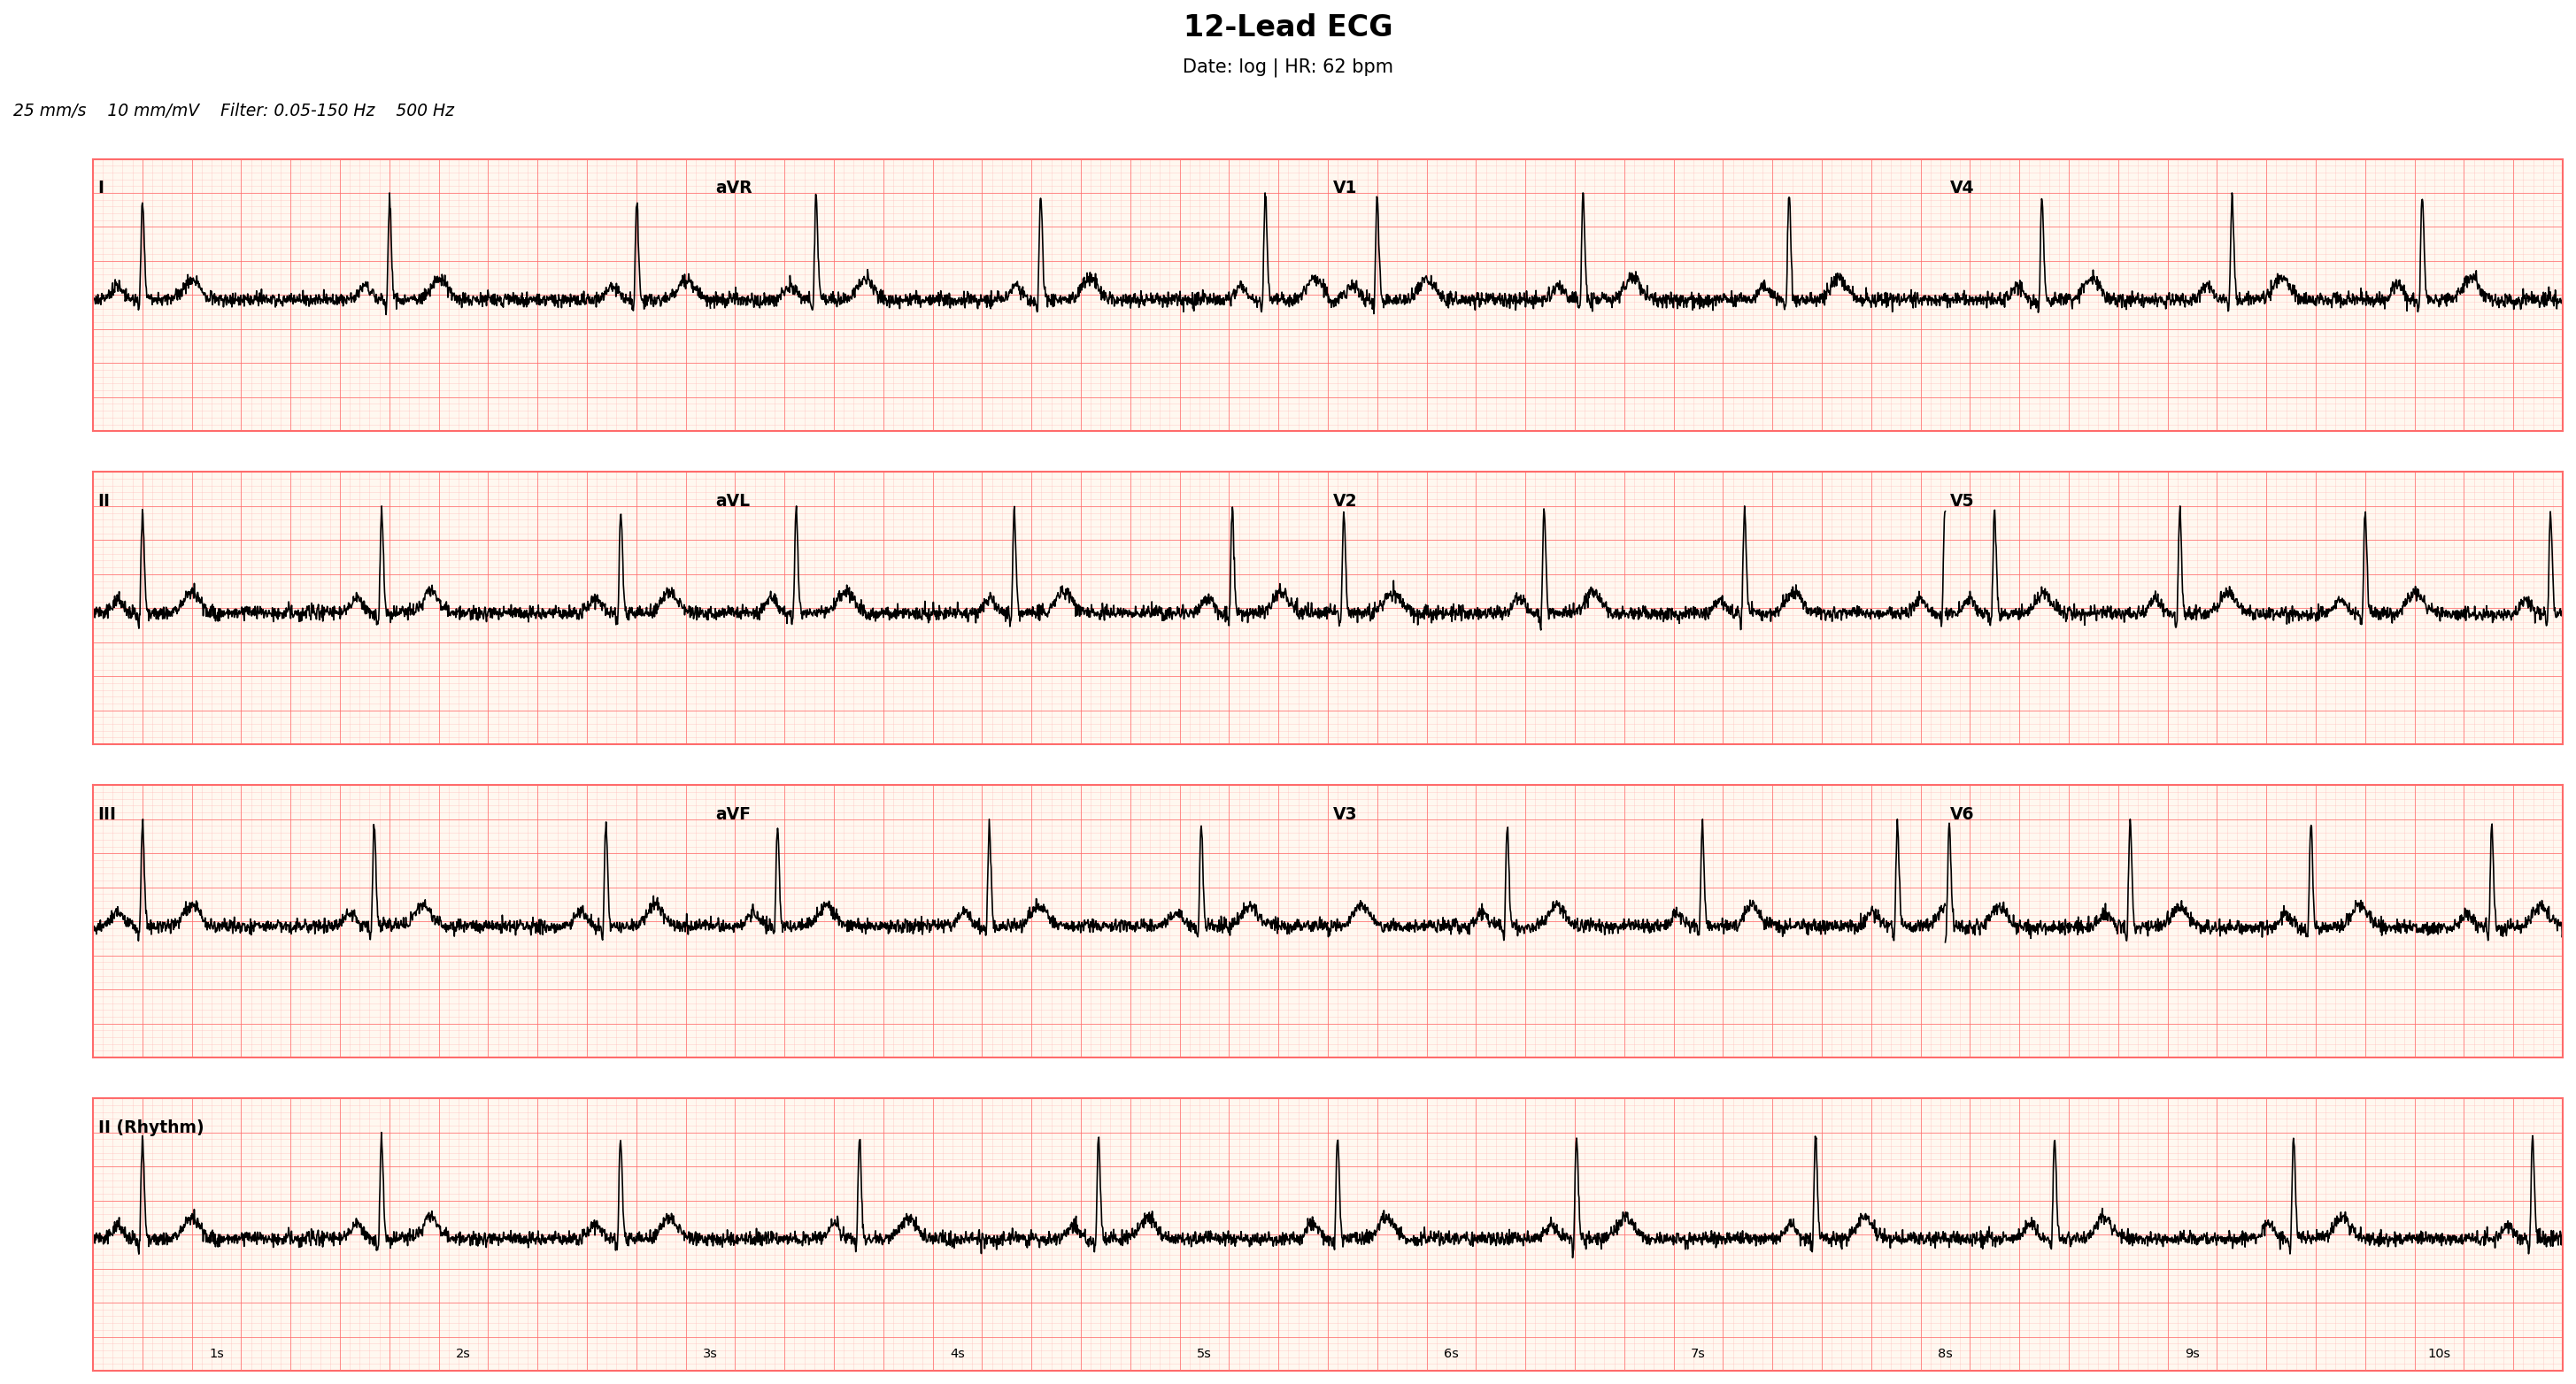 12-Lead ECG
Date: log | HR: 62 bpm
25 mm/s    10 mm/mV    Filter: 0.05-150 Hz    500 Hz
I aVR V1 V4
II aVL V2 V5
III aVF V3 V6
II (Rhythm)
1s 2s 3s 4s 5s 6s 7s 8s 9s 10s